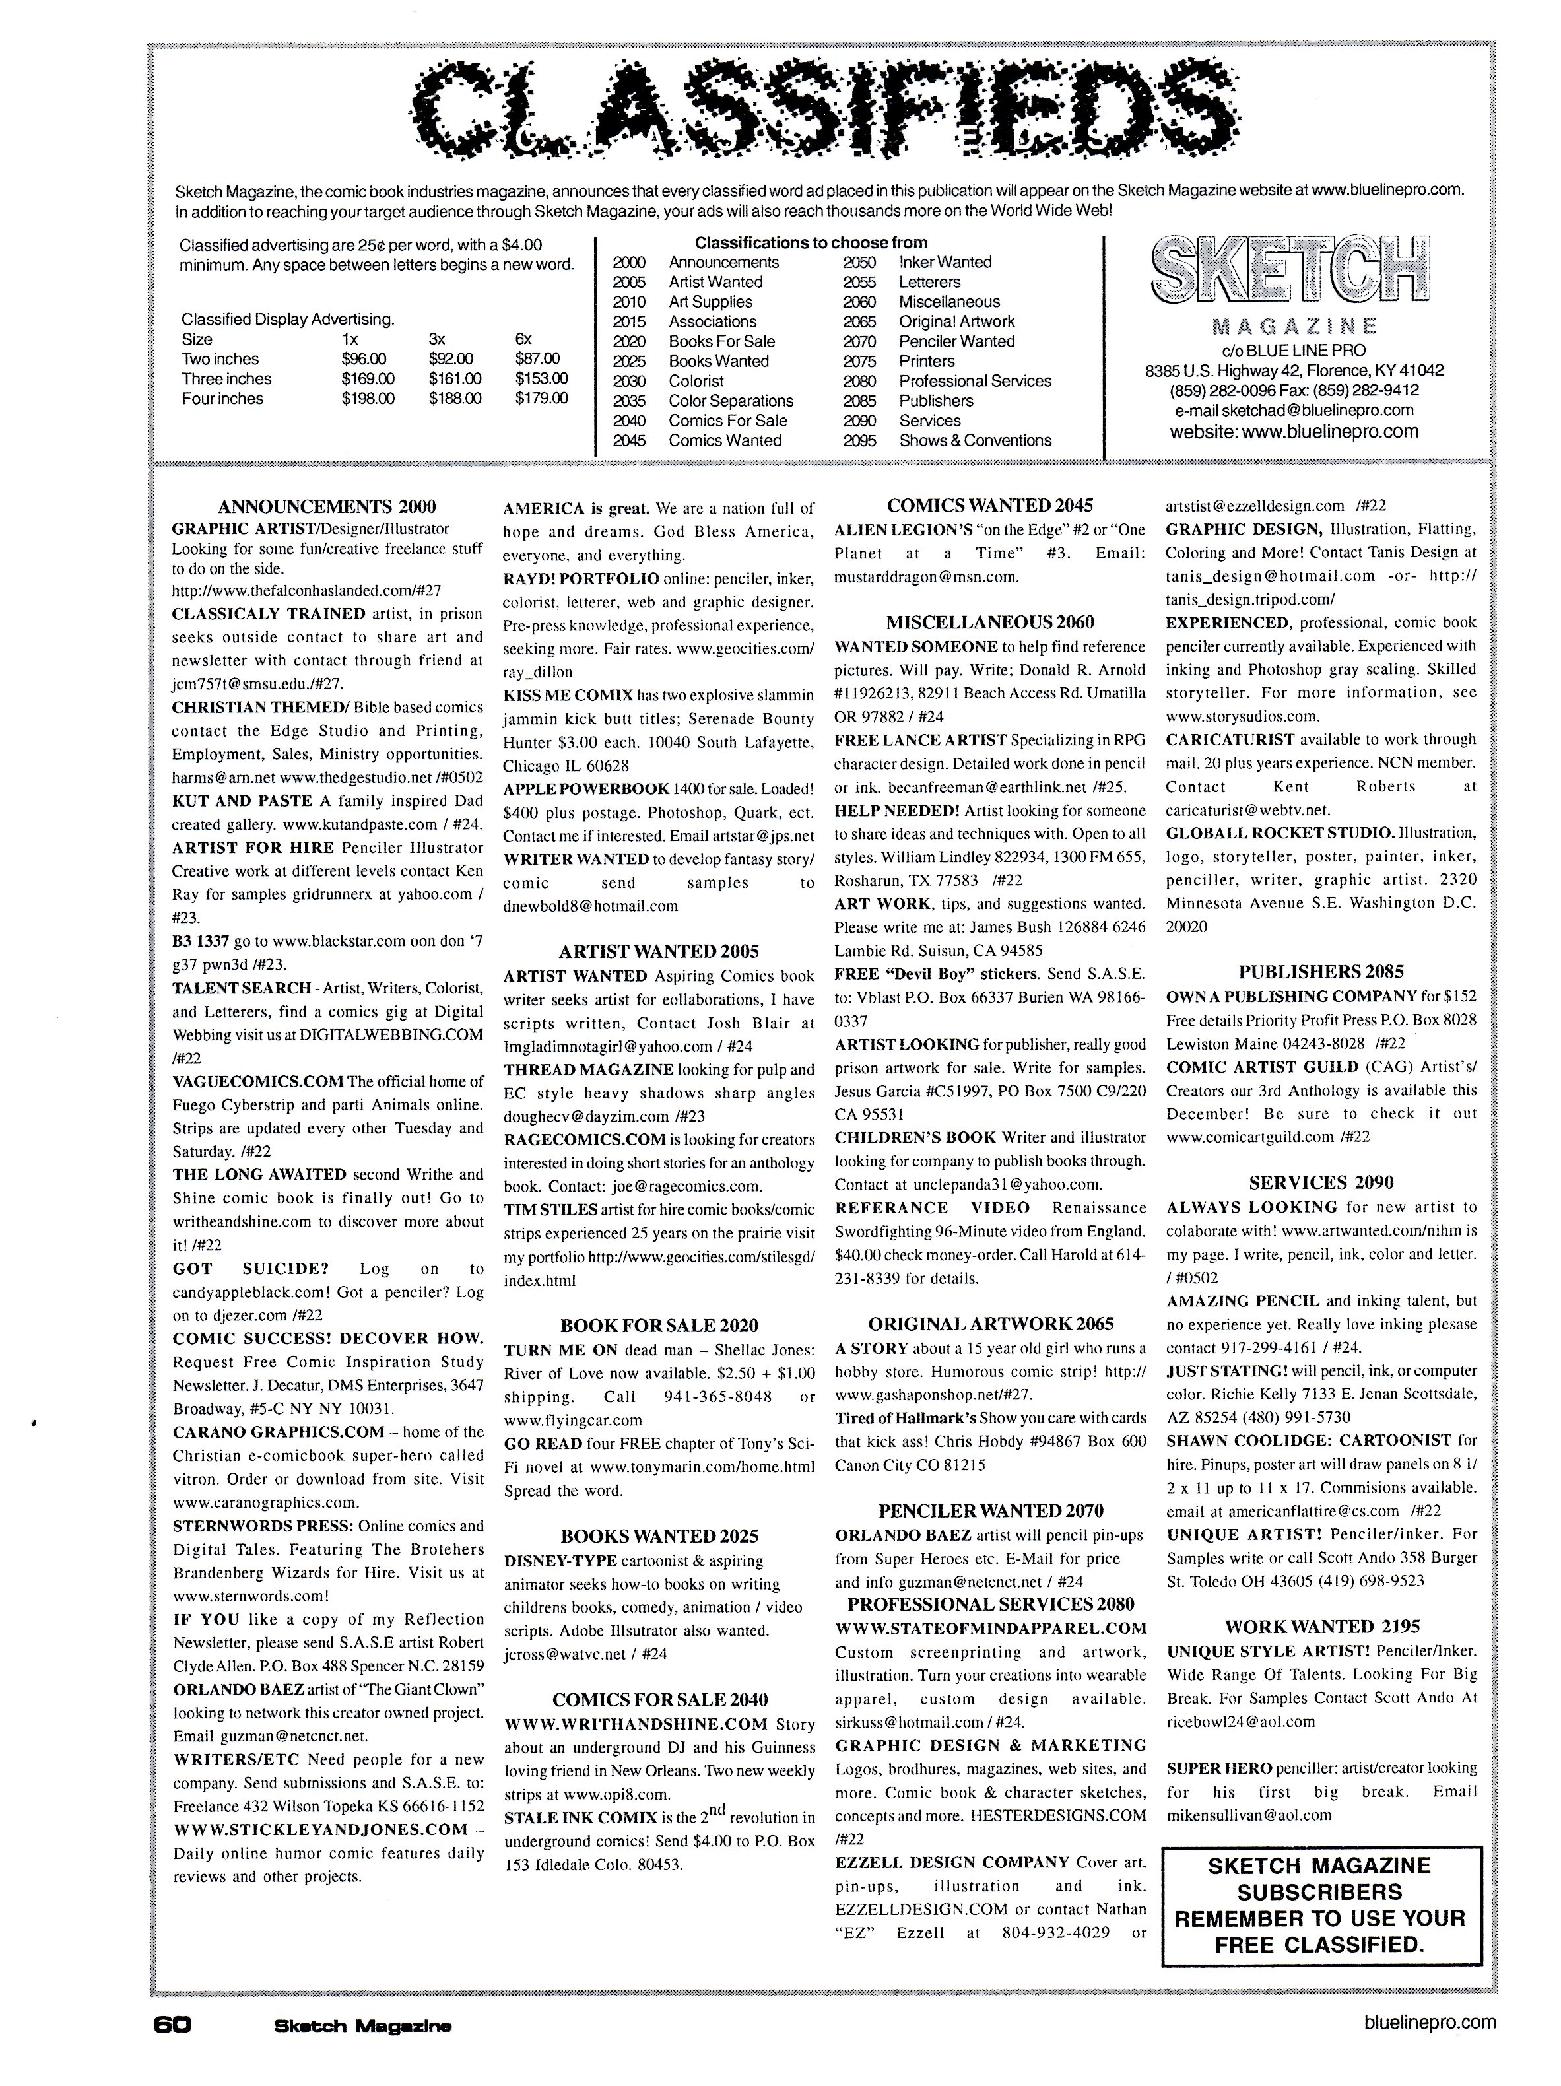 CLASSIFIEDS
Sketch Magazine, the comic book industries magazine, announces that every classified word ad placed in this publication will appear on the Sketch Magazine website at www.bluelinepro.com.
In addition to reaching your target audience through Sketch Magazine, your ads will also reach thousands more on the World Wide Web!
Classified advertising are 25¢ per word, with a $4.00
minimum. Any space between letters begins a new word.
Classified Display Advertising.
Size 1x 3x 6x
Two inches $96.00 $92.00 $87.00
Three inches $169.00 $161.00 $153.00
Four inches $198.00 $188.00 $179.00
Classifications to choose from
2000 Announcements 2050 Inker Wanted
2005 Artist Wanted 2055 Letterers
2010 Art Supplies 2060 Miscellaneous
2015 Associations 2065 Original Artwork
2020 Books For Sale 2070 Penciler Wanted
2025 Books Wanted 2075 Printers
2030 Colorist 2080 Professional Services
2035 Color Separations 2085 Publishers
2040 Comics For Sale 2090 Services
2045 Comics Wanted 2095 Shows & Conventions
SKETCH
MAGAZINE
c/o BLUE LINE PRO
8385 U.S. Highway 42, Florence, KY 41042
(859) 282-0096 Fax: (859) 282-9412
e-mail sketchad@bluelinepro.com
website: www.bluelinepro.com
ANNOUNCEMENTS 2000
GRAPHIC ARTIST/Designer/Illustrator
Looking for some fun/creative freelance stuff
to do on the side.
http://www.thefalconhaslanded.com/#27
CLASSICALY TRAINED artist, in prison
seeks outside contact to share art and
newsletter with contact through friend at
jcm757t@smsu.edu./#27.
CHRISTIAN THEMED/ Bible based comics
contact the Edge Studio and Printing,
Employment, Sales, Ministry opportunities.
harms@arn.net www.thedgestudio.net /#0502
KUT AND PASTE A family inspired Dad
created gallery. www.kutandpaste.com / #24.
ARTIST FOR HIRE Penciler Illustrator
Creative work at different levels contact Ken
Ray for samples gridrunnerx at yahoo.com /
#23.
B3 1337 go to www.blackstar.com oon don '7
g37 pwn3d /#23.
TALENT SEARCH - Artist, Writers, Colorist,
and Letterers, find a comics gig at Digital
Webbing visit us at DIGITALWEBBING.COM
/#22
VAGUECOMICS.COM The official home of
Fuego Cyberstrip and parti Animals online.
Strips are updated every other Tuesday and
Saturday. /#22
THE LONG AWAITED second Writhe and
Shine comic book is finally out! Go to
writheandshine.com to discover more about
it! /#22
GOT SUICIDE? Log on to
candyappleblack.com! Got a penciler? Log
on to djezer.com /#22
COMIC SUCCESS! DECOVER HOW.
Request Free Comic Inspiration Study
Newsletter. J. Decatur, DMS Enterprises, 3647
Broadway, #5-C NY NY 10031.
CARANO GRAPHICS.COM – home of the
Christian e-comicbook super-hero called
vitron. Order or download from site. Visit
www.caranographics.com.
STERNWORDS PRESS: Online comics and
Digital Tales. Featuring The Brotehers
Brandenberg Wizards for Hire. Visit us at
www.sternwords.com!
IF YOU like a copy of my Reflection
Newsletter, please send S.A.S.E artist Robert
Clyde Allen. P.O. Box 488 Spencer N.C. 28159
ORLANDO BAEZ artist of "The Giant Clown"
looking to network this creator owned project.
Email guzman@netcnct.net.
WRITERS/ETC Need people for a new
company. Send submissions and S.A.S.E. to:
Freelance 432 Wilson Topeka KS 66616-1152
WWW.STICKLEYANDJONES.COM –
Daily online humor comic features daily
reviews and other projects.
AMERICA is great. We are a nation full of
hope and dreams. God Bless America,
everyone, and everything.
RAYD! PORTFOLIO online: penciler, inker,
colorist, letterer, web and graphic designer.
Pre-press knowledge, professional experience,
seeking more. Fair rates. www.geocities.com/
ray_dillon
KISS ME COMIX has two explosive slammin
jammin kick butt titles; Serenade Bounty
Hunter $3.00 each. 10040 South Lafayette,
Chicago IL 60628
APPLE POWERBOOK 1400 for sale. Loaded!
$400 plus postage. Photoshop, Quark, ect.
Contact me if interested. Email artstar@jps.net
WRITER WANTED to develop fantasy story/
comic send samples to
dnewbold8@hotmail.com
ARTIST WANTED 2005
ARTIST WANTED Aspiring Comics book
writer seeks artist for eollaborations, I have
scripts written, Contact Josh Blair at
Imgladimnotagirl@yahoo.com / #24
THREAD MAGAZINE looking for pulp and
EC style heavy shadows sharp angles
doughecv@dayzim.com /#23
RAGECOMICS.COM is looking for creators
interested in doing short stories for an anthology
book. Contact: joe@ragecomics.com.
TIM STILES artist for hire comic books/comic
strips experienced 25 years on the prairie visit
my portfolio http://www.geocities.com/stilesgd/
index.html
BOOK FOR SALE 2020
TURN ME ON dead man – Shellac Jones:
River of Love now available. $2.50 + $1.00
shipping. Call 941-365-8048 or
www.flyingcar.com
GO READ four FREE chapter of Tony's Sci-
Fi novel at www.tonymarin.com/home.html
Spread the word.
BOOKS WANTED 2025
DISNEY-TYPE cartoonist & aspiring
animator seeks how-to books on writing
childrens books, comedy, animation / video
scripts. Adobe Illsutrator also wanted.
jcross@watvc.net / #24
COMICS FOR SALE 2040
WWW.WRITHANDSHINE.COM Story
about an underground DJ and his Guinness
loving friend in New Orleans. Two new weekly
strips at www.opi8.com.
STALE INK COMIX is the 2nd revolution in
underground comics! Send $4.00 to P.O. Box
153 Idledale Colo. 80453.
COMICS WANTED 2045
ALIEN LEGION'S "on the Edge" #2 or "One
Planet at a Time" #3. Email:
mustarddragon@msn.com.
MISCELLANEOUS 2060
WANTED SOMEONE to help find reference
pictures. Will pay. Write; Donald R. Arnold
#11926213, 82911 Beach Access Rd. Umatilla
OR 97882 / #24
FREE LANCE ARTIST Specializing in RPG
character design. Detailed work done in pencil
or ink. becanfreeman@earthlink.net /#25.
HELP NEEDED! Artist looking for someone
to share ideas and techniques with. Open to all
styles. William Lindley 822934, 1300 FM 655,
Rosharun, TX 77583 /#22
ART WORK, tips, and suggestions wanted.
Please write me at: James Bush 126884 6246
Lambie Rd. Suisun, CA 94585
FREE "Devil Boy" stickers. Send S.A.S.E.
to: Vblast P.O. Box 66337 Burien WA 98166-
0337
ARTIST LOOKING for publisher, really good
prison artwork for sale. Write for samples.
Jesus Garcia #C51997, PO Box 7500 C9/220
CA 95531
CHILDREN'S BOOK Writer and illustrator
looking for company to publish books through.
Contact at unclepanda31@yahoo.com.
REFERANCE VIDEO Renaissance
Swordfighting 96-Minute video from England.
$40.00 check money-order. Call Harold at 614-
231-8339 for details.
ORIGINAL ARTWORK 2065
A STORY about a 15 year old girl who runs a
hobby store. Humorous comic strip! http://
www.gashaponshop.net/#27.
Tired of Hallmark's Show you care with cards
that kick ass! Chris Hobdy #94867 Box 600
Canon City CO 81215
PENCILER WANTED 2070
ORLANDO BAEZ artist will pencil pin-ups
from Super Heroes etc. E-Mail for price
and info guzman@netcnct.net / #24
PROFESSIONAL SERVICES 2080
WWW.STATEOFMINDAPPAREL.COM
Custom screenprinting and artwork,
illustration. Turn your creations into wearable
apparel, custom design available.
sirkuss@hotmail.com / #24.
GRAPHIC DESIGN & MARKETING
Logos, brodhures, magazines, web sites, and
more. Comic book & character sketches,
concepts and more. HESTERDESIGNS.COM
/#22
EZZELL DESIGN COMPANY Cover art.
pin-ups, illustration and ink.
EZZELLDESIGN.COM or contact Nathan
"EZ" Ezzell at 804-932-4029 or
artstist@ezzelldesign.com /#22
GRAPHIC DESIGN, Illustration, Flatting,
Coloring and More! Contact Tanis Design at
tanis_design@hotmail.com -or- http://
tanis_design.tripod.com/
EXPERIENCED, professional, comic book
penciler currently available. Experienced with
inking and Photoshop gray scaling. Skilled
storyteller. For more information, see
www.storysudios.com.
CARICATURIST available to work through
mail, 20 plus years experience. NCN member.
Contact Kent Roberts at
caricaturist@webtv.net.
GLOBALL ROCKET STUDIO. Illustration,
logo, storyteller, poster, painter, inker,
penciller, writer, graphic artist. 2320
Minnesota Avenue S.E. Washington D.C.
20020
PUBLISHERS 2085
OWN A PUBLISHING COMPANY for $152
Free details Priority Profit Press P.O. Box 8028
Lewiston Maine 04243-8028 /#22
COMIC ARTIST GUILD (CAG) Artist's/
Creators our 3rd Anthology is available this
December! Be sure to check it out
www.comicartguild.com /#22
SERVICES 2090
ALWAYS LOOKING for new artist to
colaborate with! www.artwanted.com/nihm is
my page. I write, pencil, ink, color and letter.
/ #0502
AMAZING PENCIL and inking talent, but
no experience yet. Really love inking plesase
contact 917-299-4161 / #24.
JUST STATING! will pencil, ink, or computer
color. Richie Kelly 7133 E. Jenan Scottsdale,
AZ 85254 (480) 991-5730
SHAWN COOLIDGE: CARTOONIST for
hire. Pinups, poster art will draw panels on 8 1/
2 x 11 up to 11 x 17. Commisions available.
email at americanflattire@cs.com /#22
UNIQUE ARTIST! Penciler/inker. For
Samples write or call Scott Ando 358 Burger
St. Toledo OH 43605 (419) 698-9523
WORK WANTED 2195
UNIQUE STYLE ARTIST! Penciler/Inker.
Wide Range Of Talents. Looking For Big
Break. For Samples Contact Scott Ando At
ricebowl24@aol.com
SUPER HERO penciller: artist/creator looking
for his first big break. Email
mikensullivan@aol.com
SKETCH MAGAZINE
SUBSCRIBERS
REMEMBER TO USE YOUR
FREE CLASSIFIED.
60 Sketch Magazine bluelinepro.com